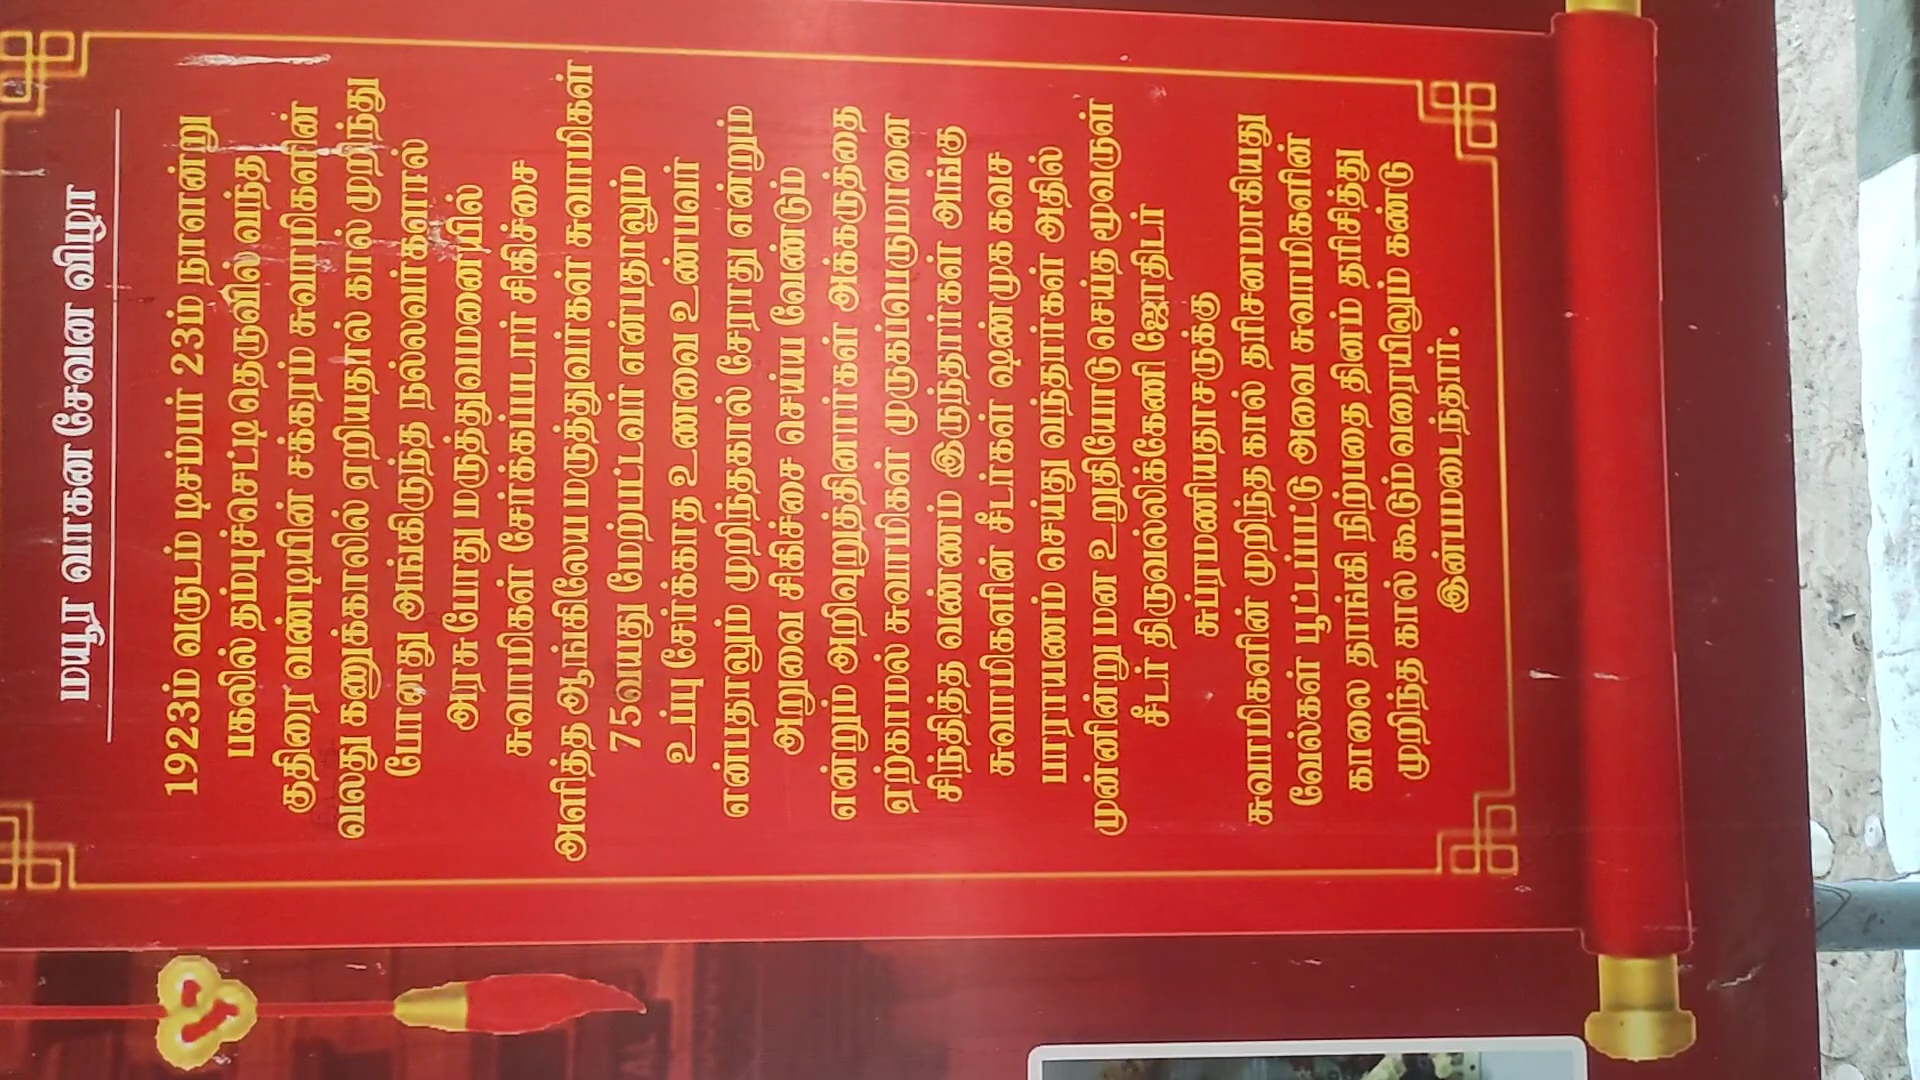 மயூர வாகன சேவன விழா
1923ம் வருடம் டிசம்பர் 23ம் நாளன்று
பகலில் தம்புச்செட்டி தெருவில் வந்த
குதிரை வண்டியின் சக்கரம் சுவாமிகளின்
வலது கணுக்காலில் ஏறியதால் கால் முறிந்து
போனது அங்கிருந்த நல்லவர்களால்
அரசு போது மருத்துவமனையில்
சுவாமிகள் சேர்க்கப்படார் சிகிச்சை
அளித்த ஆங்கிலேய மருத்துவர்கள் சுவாமிகள்
75வயது மேற்பட்டவர் என்பதாலும்
உப்பு சேர்க்காத உணவை உண்பவர்
என்பதாலும் முறிந்தகால் சேராது என்றும்
அறுவை சிகிச்சை செய்ய வேண்டும்
என்றும் அறிவுறுத்தினார்கள் அக்கருத்தை
ஏற்காமல் சுவாமிகள் முருகப்பெருமானை
சிந்தித்த வண்ணம் இருந்தார்கள் அங்கு
சுவாமிகளின் சீடர்கள் ஷண்முக கவச
பாராயணம் செய்து வந்தார்கள் அதில்
முன்னின்று மன உறுதியோடு செய்த மூவருள்
சீடர் திருவல்லிக்கேணி ஜோதிடர்
சுப்ரமணியதாசருக்கு
சுவாமிகளின் முறிந்த கால் தரிசனமாகியது
வேல்கள் பூட்டப்பட்டு அவை சுவாமிகளின்
காலை தாங்கி நிற்பதை தினம் தரிசித்து
முறிந்த கால் கூடும் வரையிலும் கண்டு
இன்பமடைந்தார்.